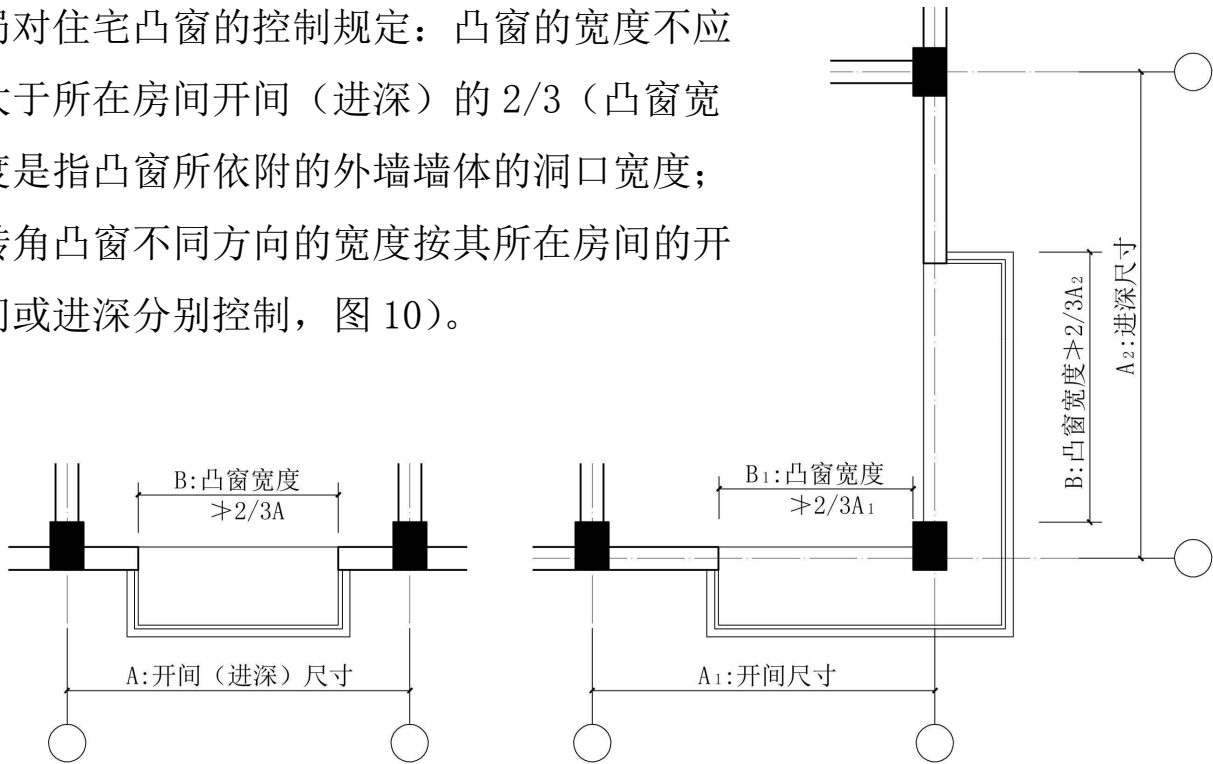 局对住宅凸窗的控制规定：凸窗的宽度不应
大于所在房间开间（进深）的 2/3（凸窗宽
度是指凸窗所依附的外墙墙体的洞口宽度；
转角凸窗不同方向的宽度按其所在房间的开
间或进深分别控制，图 10）。
B:凸窗宽度
≯2/3A
A:开间（进深）尺寸
B₁:凸窗宽度
≯2/3A₁
A₁:开间尺寸
B:凸窗宽度≯2/3A₂
A₂:进深尺寸